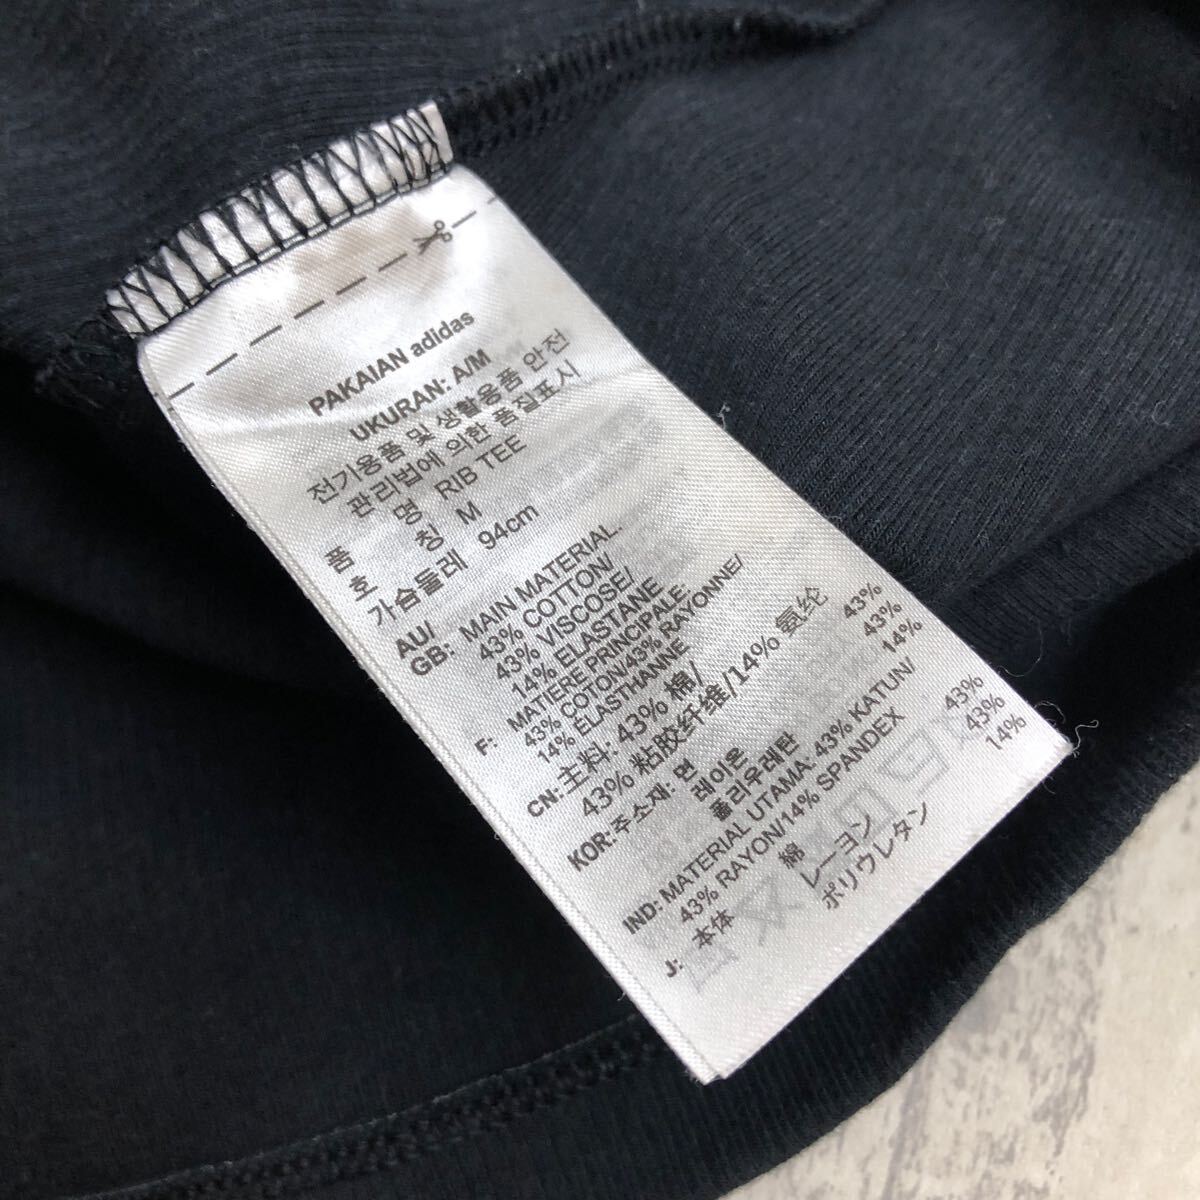 PAKAIAN adidas
UKURAN: A/M
전기용품 및 생활용품 안전
관리법에 의한 품질표시
품 명 RIB TEE
호 칭 M
가슴둘레 94cm
AU/
GB: MAIN MATERIAL:
43% COTTON/
43% VISCOSE/
14% ELASTANE
F: MATIERE PRINCIPALE:
43% COTON/43% RAYONNE/
14% ELASTHANNE
CN: 主料: 43% 棉/
43% 粘胶纤维/14% 氨纶
KOR: 주소재: 면 43%
레이온 43%
폴리우레탄 14%
IND: MATERIAL UTAMA: 43% KATUN/
43% RAYON/14% SPANDEX
J: 本体 綿 43%
レーヨン 43%
ポリウレタン 14%